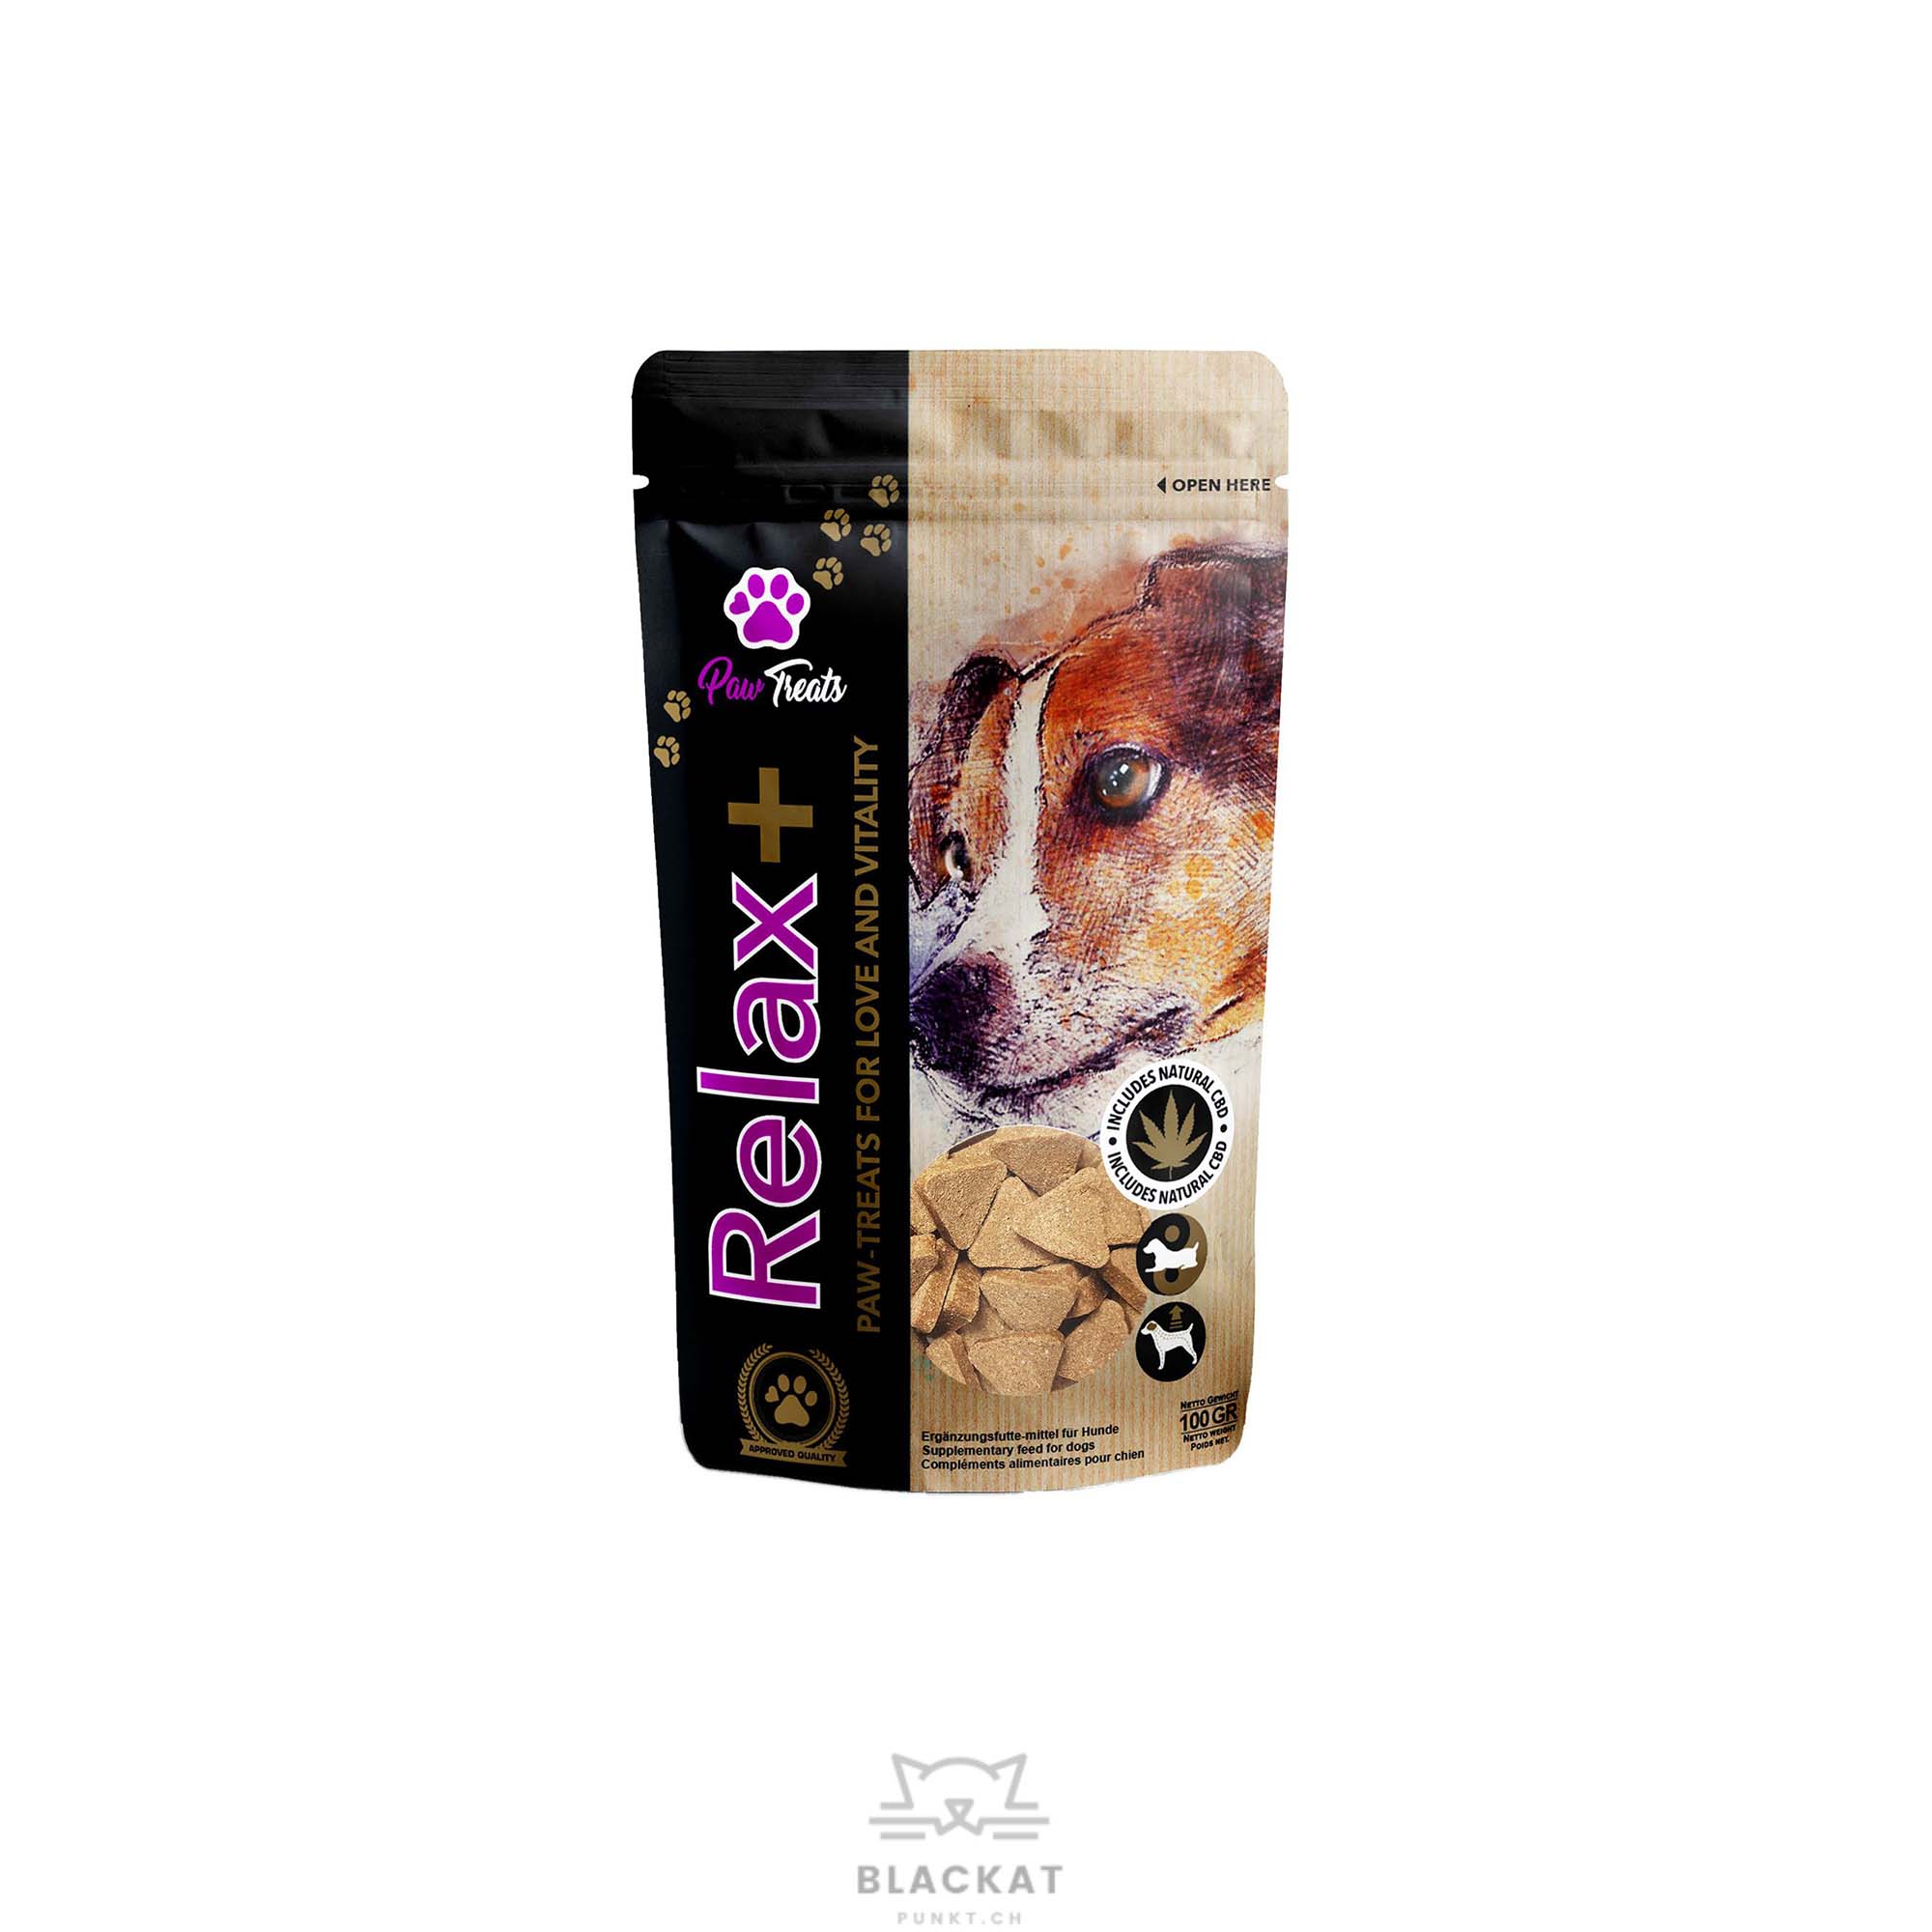 OPEN HERE
Paw Treats
Relax+
PAW-TREATS FOR LOVE AND VITALITY
• INCLUDES NATURAL CBD • INCLUDES NATURAL CBD
APPROVED QUALITY
Ergänzungsfutte-mittel für Hunde
Supplementary feed for dogs
Compléments alimentaires pour chien
NETTO GEWICHT
100 GR
NETTO WEIGHT
POIDS NET.
BLACKAT
PUNKT.CH